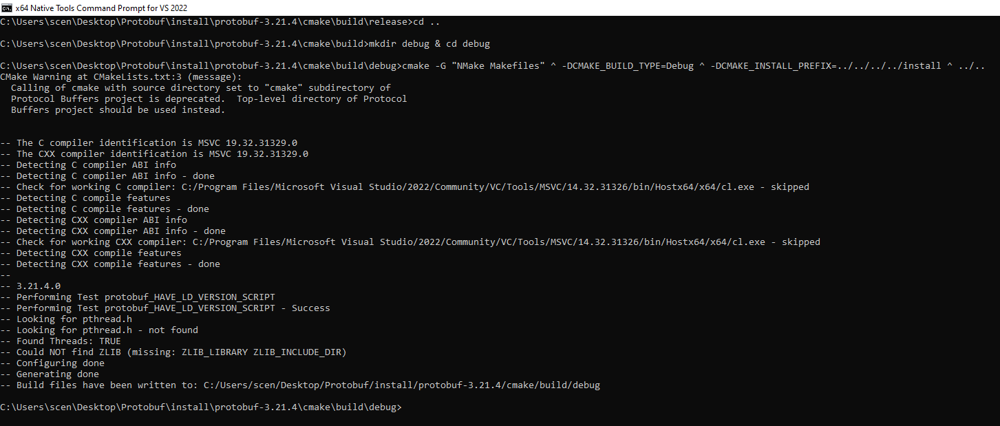 x64 Native Tools Command Prompt for VS 2022
C:\Users\scen\Desktop\Protobuf\install\protobuf-3.21.4\cmake\build\release>cd ..
C:\Users\scen\Desktop\Protobuf\install\protobuf-3.21.4\cmake\build>mkdir debug & cd debug
C:\Users\scen\Desktop\Protobuf\install\protobuf-3.21.4\cmake\build\debug>cmake -G "NMake Makefiles" ^ -DCMAKE_BUILD_TYPE=Debug ^ -DCMAKE_INSTALL_PREFIX=../../../../install ^ ../..
CMake Warning at CMakeLists.txt:3 (message):
  Calling of cmake with source directory set to "cmake" subdirectory of
  Protocol Buffers project is deprecated.  Top-level directory of Protocol
  Buffers project should be used instead.
-- The C compiler identification is MSVC 19.32.31329.0
-- The CXX compiler identification is MSVC 19.32.31329.0
-- Detecting C compiler ABI info
-- Detecting C compiler ABI info - done
-- Check for working C compiler: C:/Program Files/Microsoft Visual Studio/2022/Community/VC/Tools/MSVC/14.32.31326/bin/Hostx64/x64/cl.exe - skipped
-- Detecting C compile features
-- Detecting C compile features - done
-- Detecting CXX compiler ABI info
-- Detecting CXX compiler ABI info - done
-- Check for working CXX compiler: C:/Program Files/Microsoft Visual Studio/2022/Community/VC/Tools/MSVC/14.32.31326/bin/Hostx64/x64/cl.exe - skipped
-- Detecting CXX compile features
-- Detecting CXX compile features - done
--
-- 3.21.4.0
-- Performing Test protobuf_HAVE_LD_VERSION_SCRIPT
-- Performing Test protobuf_HAVE_LD_VERSION_SCRIPT - Success
-- Looking for pthread.h
-- Looking for pthread.h - not found
-- Found Threads: TRUE
-- Could NOT find ZLIB (missing: ZLIB_LIBRARY ZLIB_INCLUDE_DIR)
-- Configuring done
-- Generating done
-- Build files have been written to: C:/Users/scen/Desktop/Protobuf/install/protobuf-3.21.4/cmake/build/debug
C:\Users\scen\Desktop\Protobuf\install\protobuf-3.21.4\cmake\build\debug>